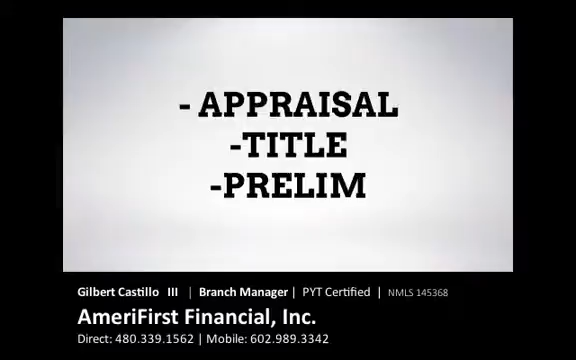 - APPRAISAL
-TITLE
-PRELIM
Gilbert Castillo III | Branch Manager | PYT Certified | NMLS 145368
AmeriFirst Financial, Inc.
Direct: 480.339.1562 | Mobile: 602.989.3342